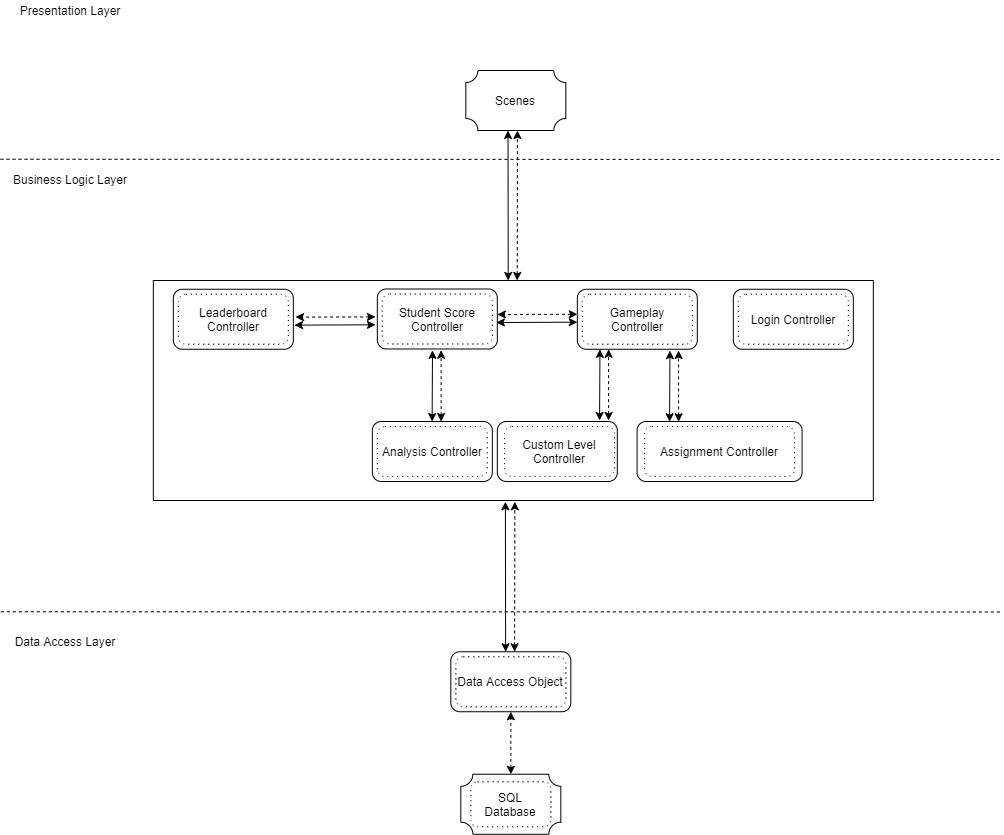 Presentation Layer
Scenes
Business Logic Layer
Leaderboard
Controller
Student Score
Controller
Gameplay
Controller
Login Controller
Analysis Controller
Custom Level
Controller
Assignment Controller
Data Access Layer
Data Access Object
SQL
Database